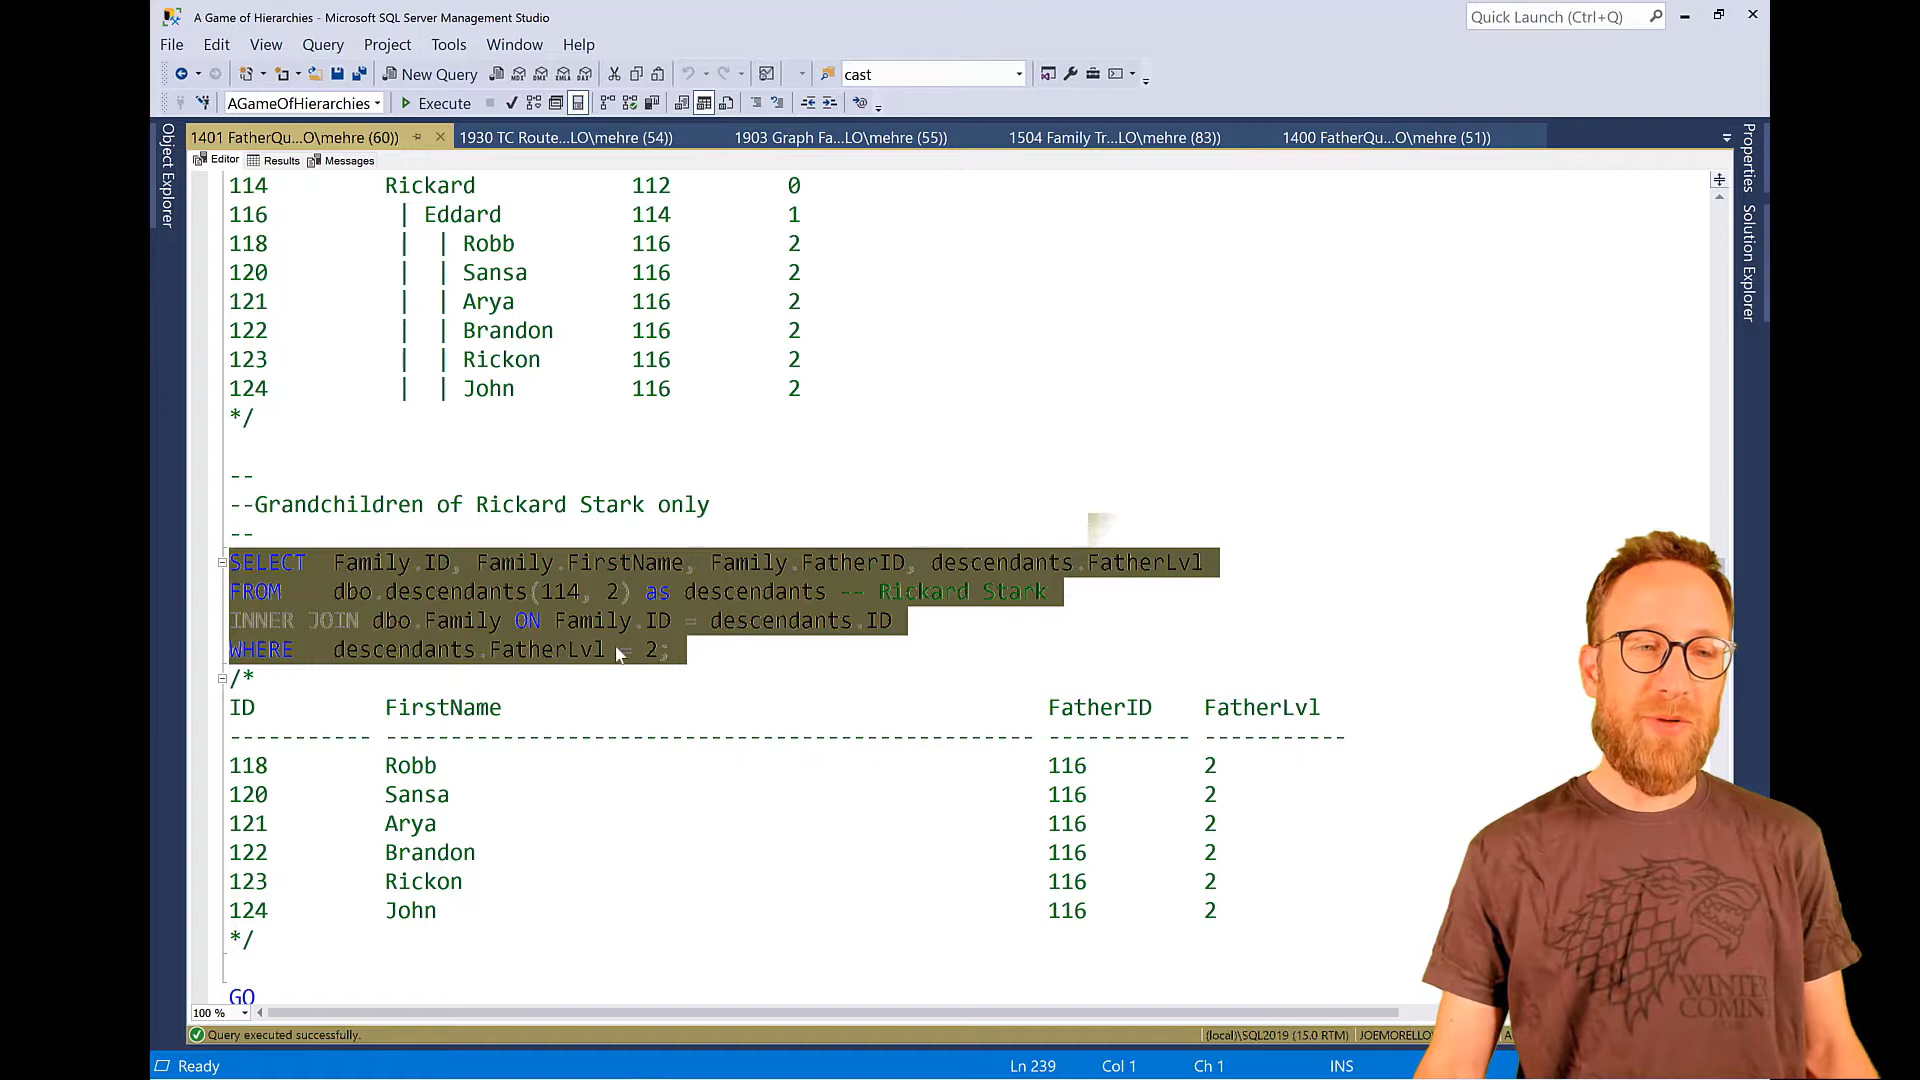 A Game of Hierarchies - Microsoft SQL Server Management Studio
Quick Launch (Ctrl+Q)
File Edit View Query Project Tools Window Help
New Query
cast
AGameOfHierarchies
Execute
1401 FatherQu...O\mehre (60))
1930 TC Route...LO\mehre (54))
1903 Graph Fa...LO\mehre (55))
1504 Family Tr...LO\mehre (83))
1400 FatherQu...O\mehre (51))
Object Explorer
Properties
Solution Explorer
Editor Results Messages
114 Rickard 112 0
116 | Eddard 114 1
118 | | Robb 116 2
120 | | Sansa 116 2
121 | | Arya 116 2
122 | | Brandon 116 2
123 | | Rickon 116 2
124 | | John 116 2
*/
--
--Grandchildren of Rickard Stark only
--
SELECT Family.ID, Family.FirstName, Family.FatherID, descendants.FatherLvl
FROM dbo.descendants(114, 2) as descendants -- Rickard Stark
INNER JOIN dbo.Family ON Family.ID = descendants.ID
WHERE descendants.FatherLvl = 2;
/*
ID FirstName FatherID FatherLvl
----------- -------------------------------------------------- ----------- -----------
118 Robb 116 2
120 Sansa 116 2
121 Arya 116 2
122 Brandon 116 2
123 Rickon 116 2
124 John 116 2
*/
GO
100 %
Query executed successfully.
(local)\SQL2019 (15.0 RTM)
JOEMORELLO
Ready
Ln 239 Col 1 Ch 1 INS
WINTER
COMIN